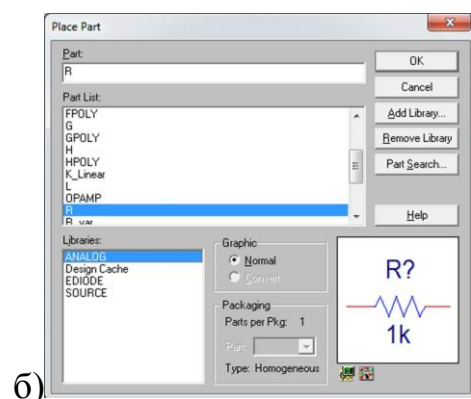 Place Part
Part:
R
OK
Cancel
Part List:
FPOLY
G
GPOLY
H
HPOLY
K_Linear
L
OPAMP
R
R_var
Add Library...
Remove Library
Part Search...
Help
Libraries:
ANALOG
Design Cache
EDIODE
SOURCE
Graphic
Normal
Convert
Packaging
Parts per Pkg: 1
Part:
Type: Homogeneous
R?
1k
б)